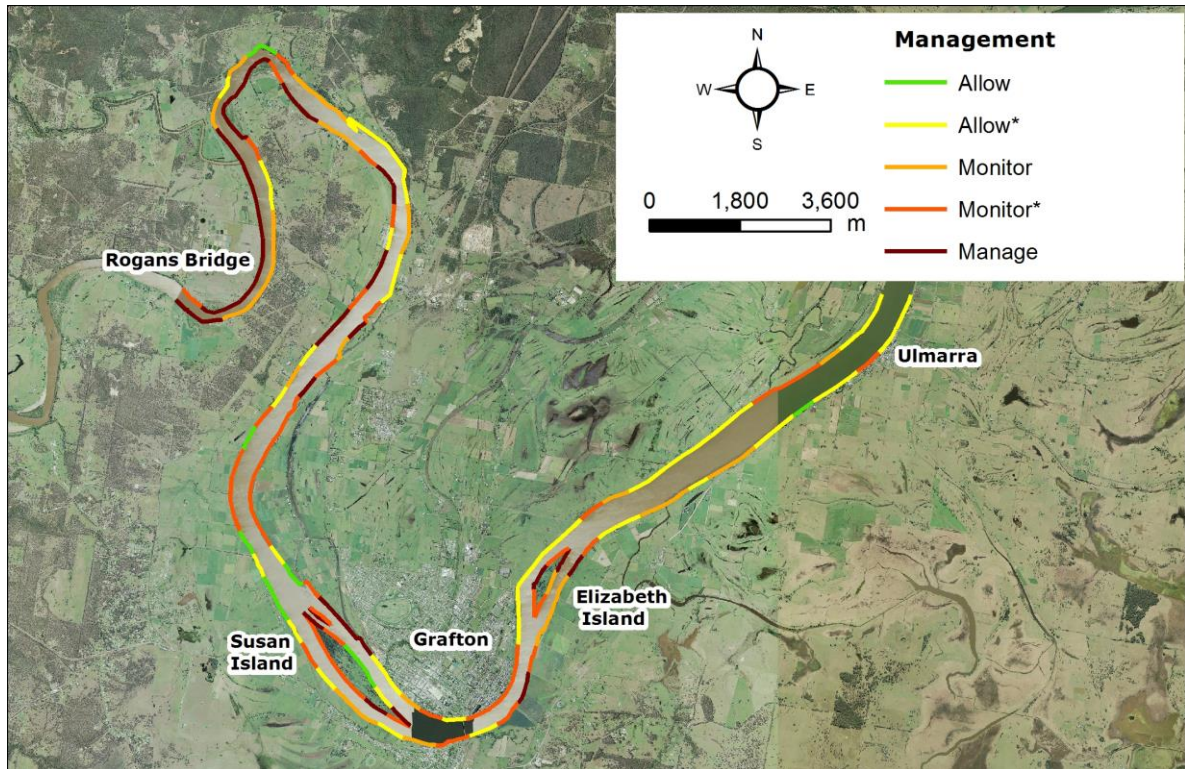 Management
N
W E
S
Allow
Allow*
Monitor
Monitor*
Manage
0 1,800 3,600
m
Rogans Bridge
Ulmarra
Elizabeth
Island
Grafton
Susan
Island